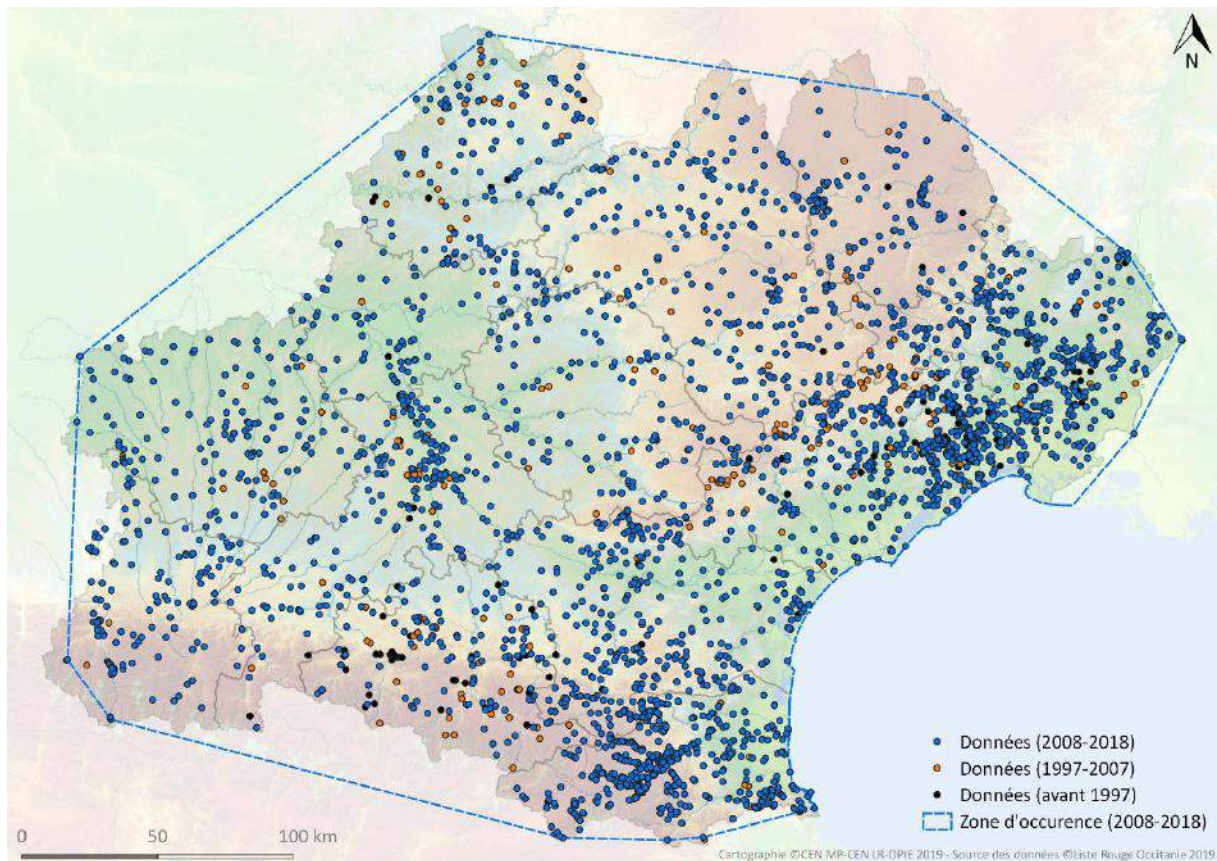 N
Données (2008-2018)
Données (1997-2007)
Données (avant 1997)
Zone d'occurence (2008-2018)
0 50 100 km
Cartographie ©CEN MP-CEN LR-OPIE 2019 - Source des données ©Liste Rouge Occitanie 2019